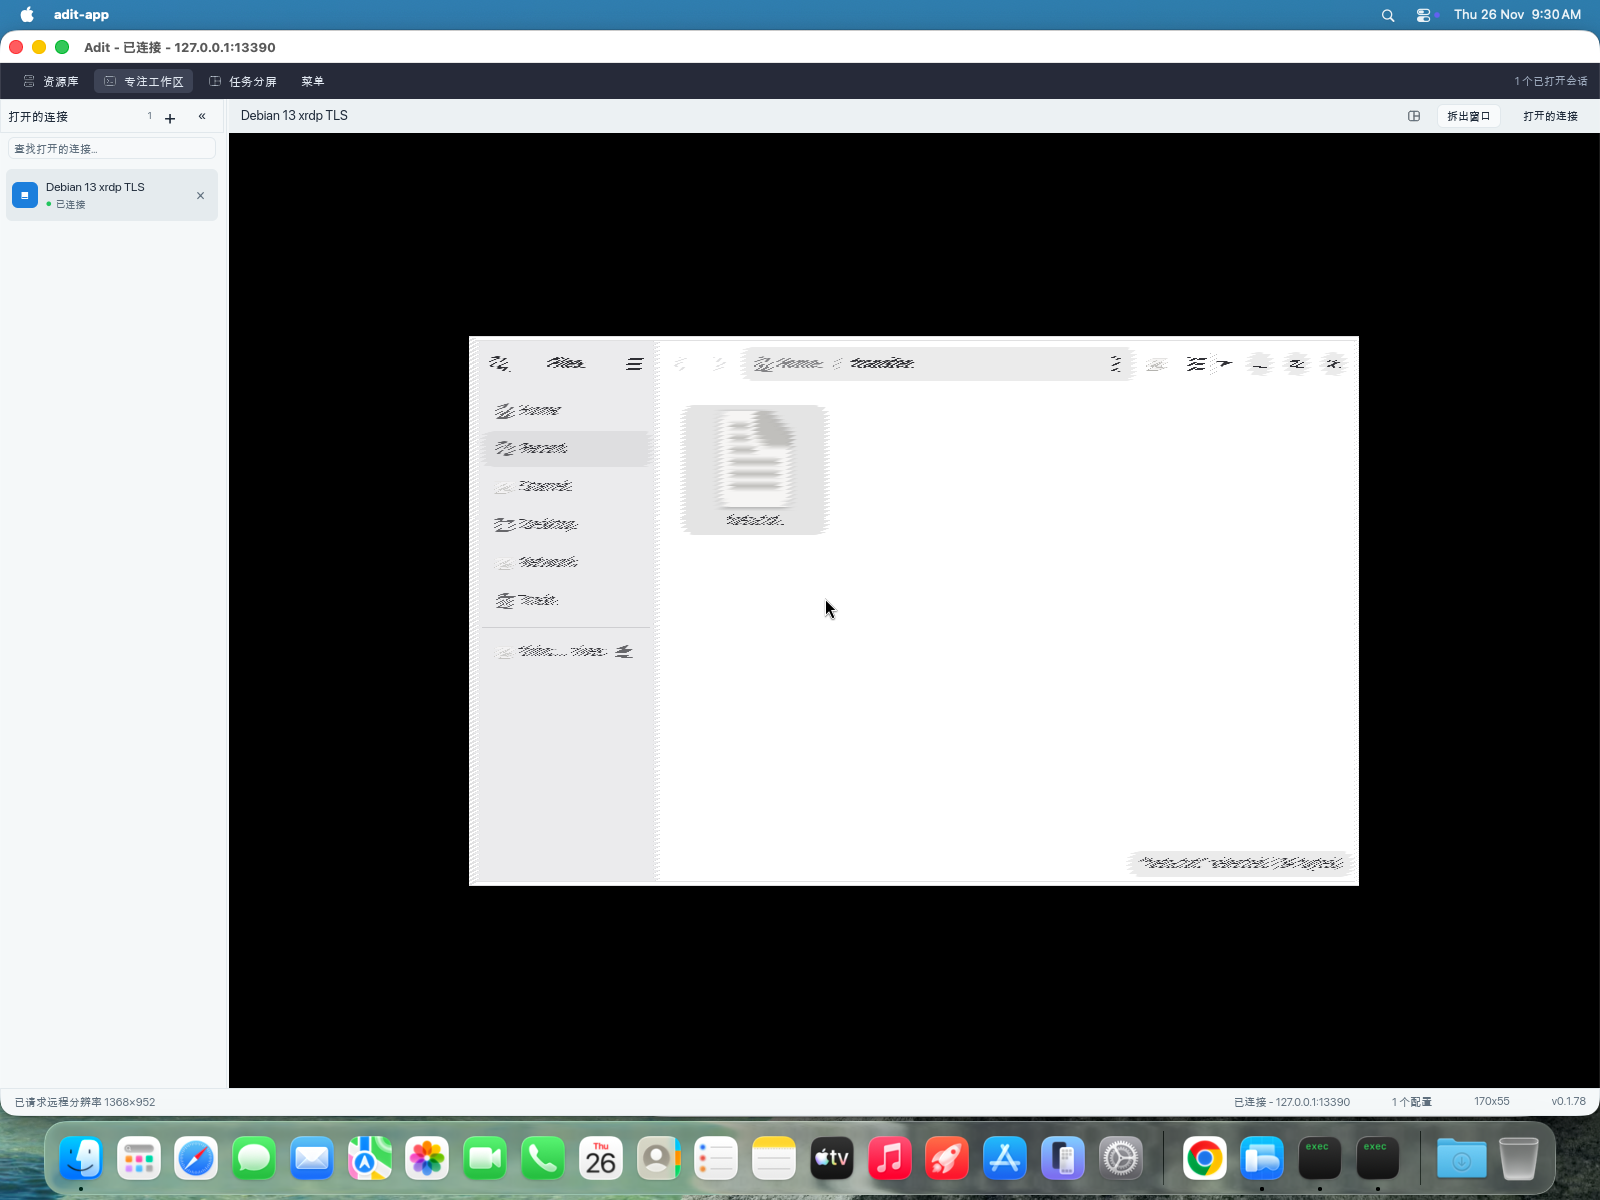 adit-app
Thu 26 Nov 9:30 AM
Adit - 已连接 - 127.0.0.1:13390
资源库
专注工作区
任务分屏
菜单
1 个已打开会话
打开的连接
1
Debian 13 xrdp TLS
拆出窗口
打开的连接
查找打开的连接...
Debian 13 xrdp TLS
已连接
Files
Home
Home
Recent
Trash
已请求远程分辨率 1368×952
已连接 - 127.0.0.1:13390
1 个配置
170x55
v0.1.78
Thu
26
tv
exec
exec